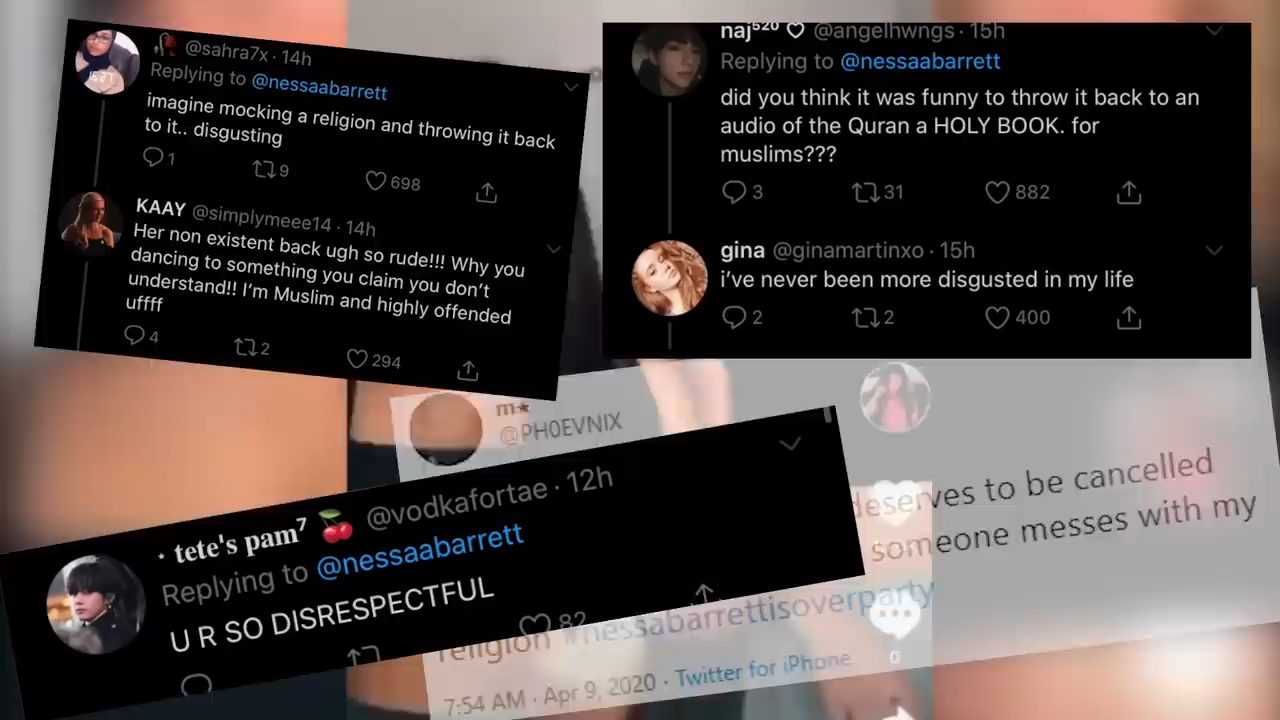 @sahra7x · 14h
Replying to @nessaabarrett
imagine mocking a religion and throwing it back
to it.. disgusting
1 9 698
KAAY @simplymeee14 · 14h
Her non existent back ugh so rude!!! Why you
dancing to something you claim you don't
understand!! I'm Muslim and highly offended
uffff
4 2 294
naj⁵²⁰ ♡ @angelhwngs · 15h
Replying to @nessaabarrett
did you think it was funny to throw it back to an
audio of the Quran a HOLY BOOK. for
muslims???
3 31 882
gina @ginamartinxo · 15h
i've never been more disgusted in my life
2 2 400
m★
@PH0EVNIX
deserves to be cancelled
someone messes with my
religion #nessabarrettisoverparty
7:54 AM · Apr 9, 2020 · Twitter for iPhone
· tete's pam⁷ 🍒 @vodkafortae · 12h
Replying to @nessaabarrett
U R SO DISRESPECTFUL
82
0